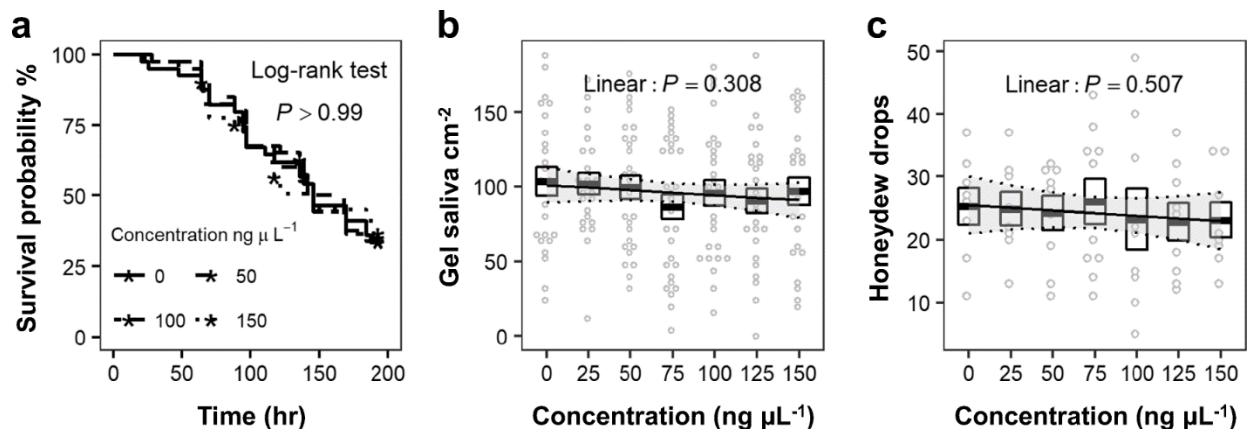 a
Survival probability %
100
75
50
25
0
Log-rank test
P > 0.99
Concentration ng μ L⁻¹
0
50
100
150
0 50 100 150 200
Time (hr)
b
Gel saliva cm⁻²
150
100
50
0
Linear : P = 0.308
0 25 50 75 100 125 150
Concentration (ng µL⁻¹)
c
Honeydew drops
50
40
30
20
10
Linear : P = 0.507
0 25 50 75 100 125 150
Concentration (ng µL⁻¹)